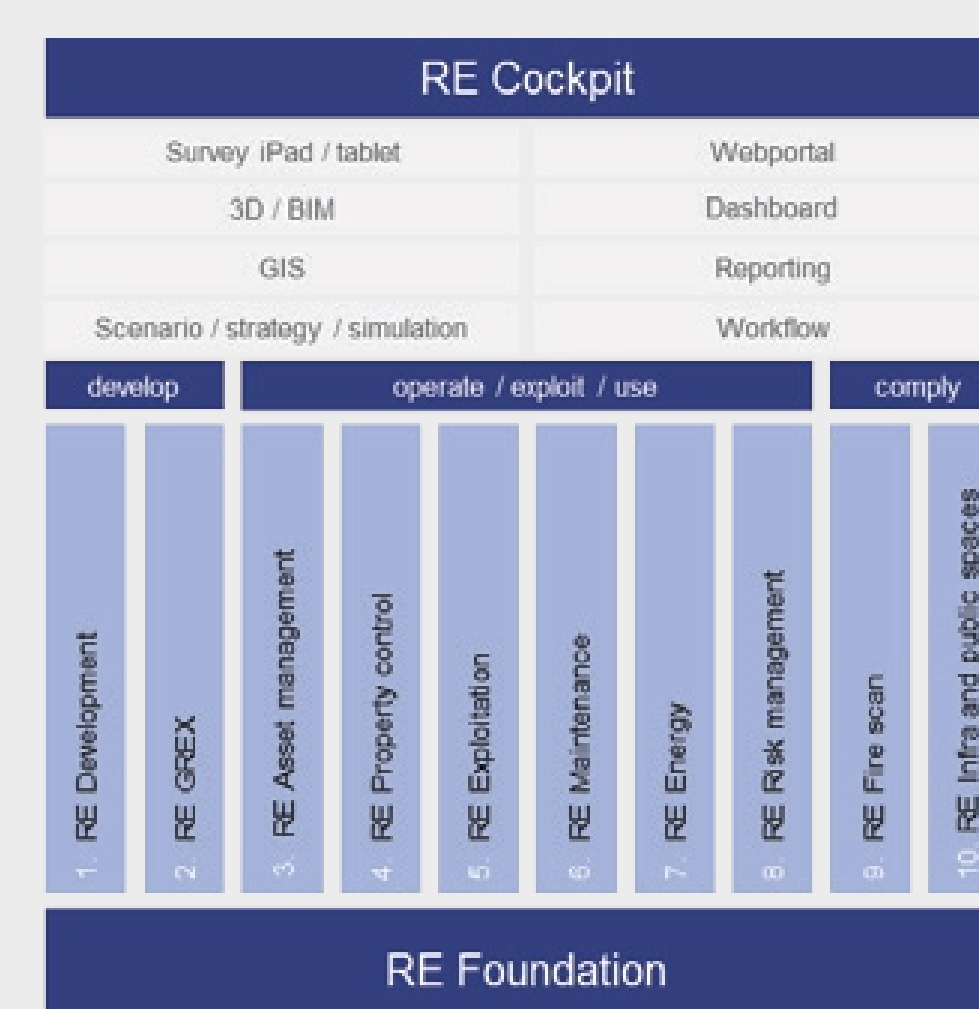 RE Cockpit
Survey iPad / tablet
Webportal
3D / BIM
Dashboard
GIS
Reporting
Scenario / strategy / simulation
Workflow
develop
operate / exploit / use
comply
1. RE Development
2. RE GREX
3. RE Asset management
4. RE Property control
5. RE Exploitation
6. RE Maintenance
7. RE Energy
8. RE Risk management
9. RE Fire scan
10. RE Infra and public spaces
RE Foundation